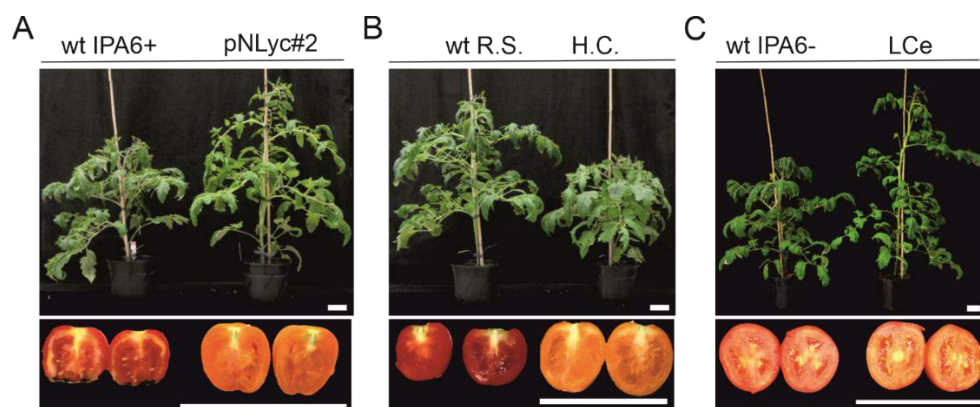 A
wt IPA6+ pNLyc#2
B
wt R.S. H.C.
C
wt IPA6- LCe